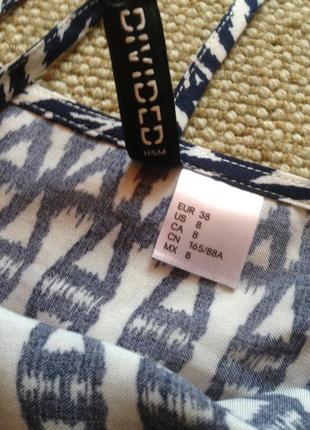 DIVIDED
H&M
EUR 38
US 8
CA 8
CN 165/88A
MX 8